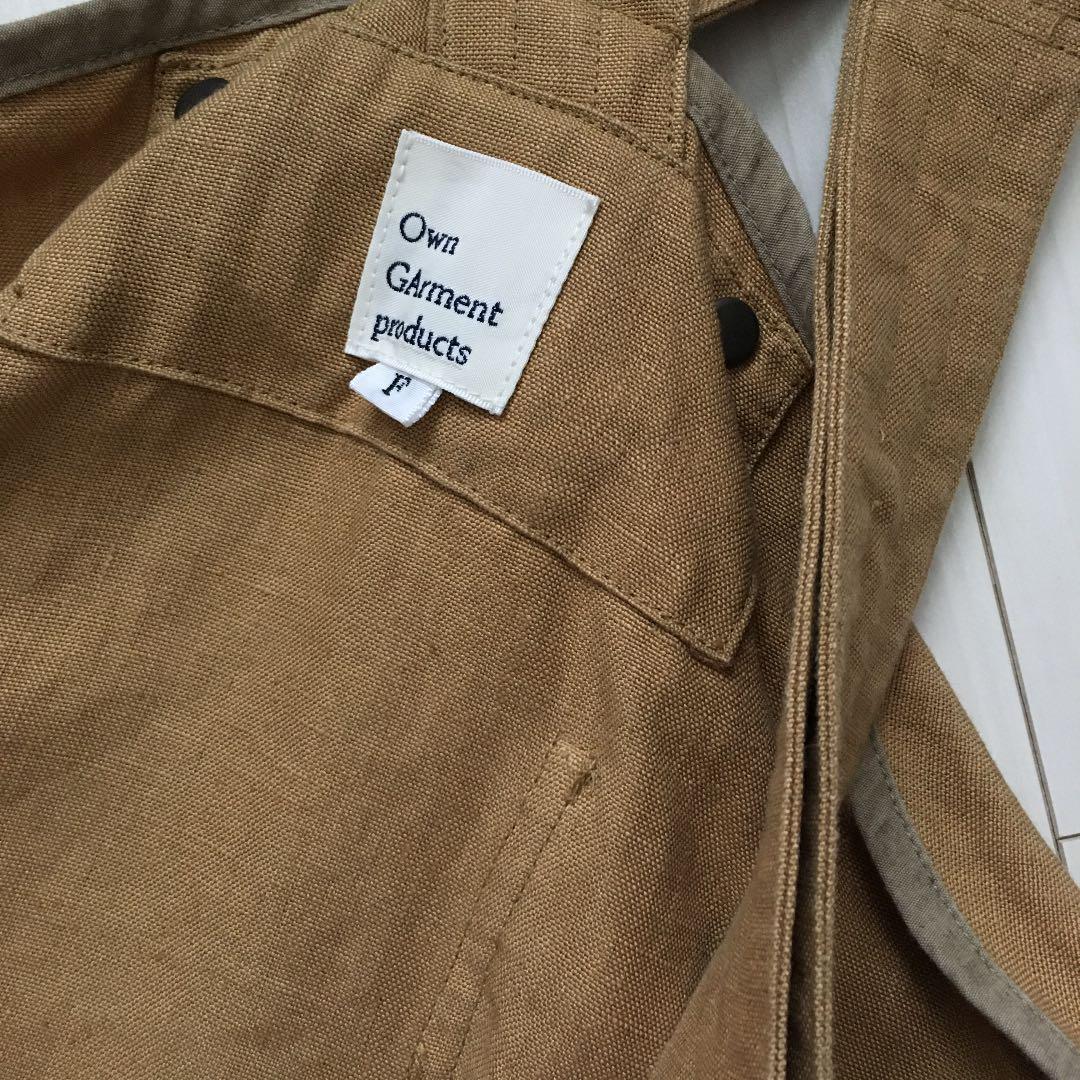 Own
GArment
products
F